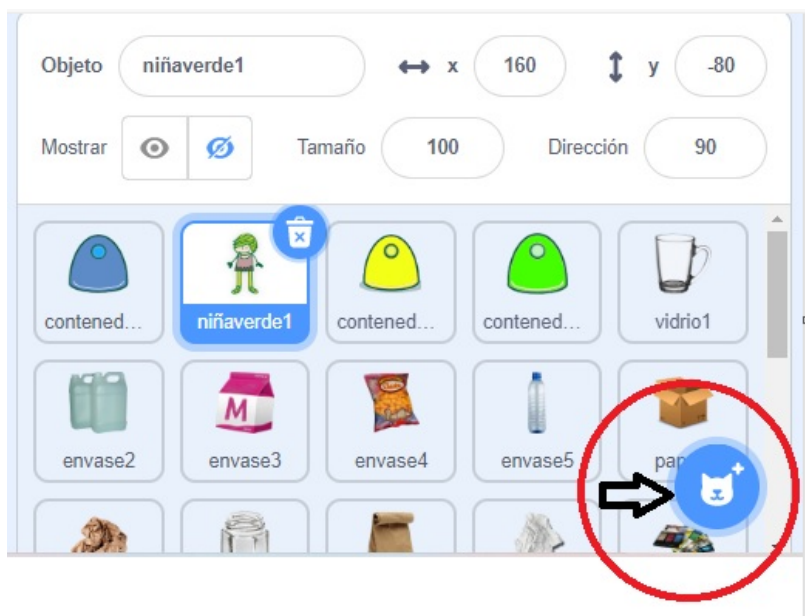 Objeto niñaverde1 x 160 y -80
Mostrar Tamaño 100 Dirección 90
contened... niñaverde1 contened... contened... vidrio1
envase2 envase3 envase4 envase5
M